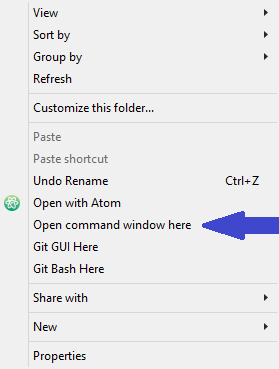 View
Sort by
Group by
Refresh
Customize this folder...
Paste
Paste shortcut
Undo Rename Ctrl+Z
Open with Atom
Open command window here
Git GUI Here
Git Bash Here
Share with
New
Properties